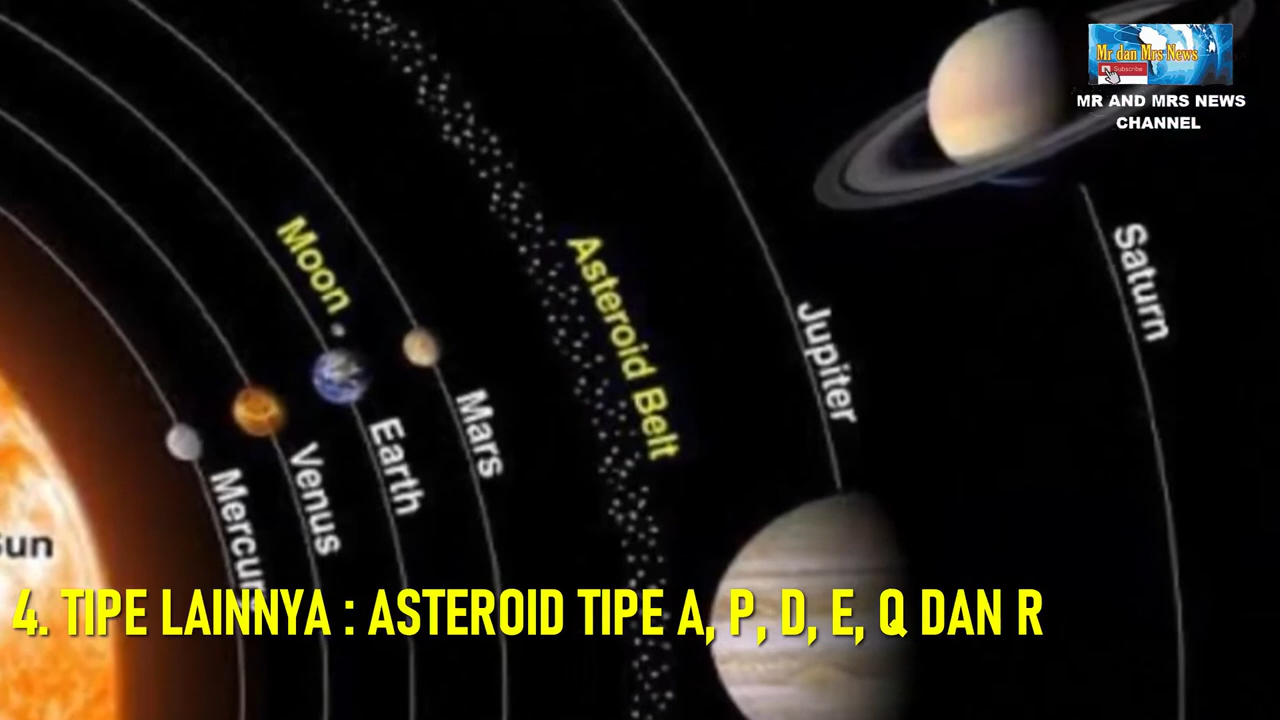 Mr dan Mrs News
Subscribe
MR AND MRS NEWS
CHANNEL
Moon
Asteroid Belt
Saturn
Jupiter
Mars
Earth
Venus
4. TIPE LAINNYA : ASTEROID TIPE A, P, D, E, Q DAN R